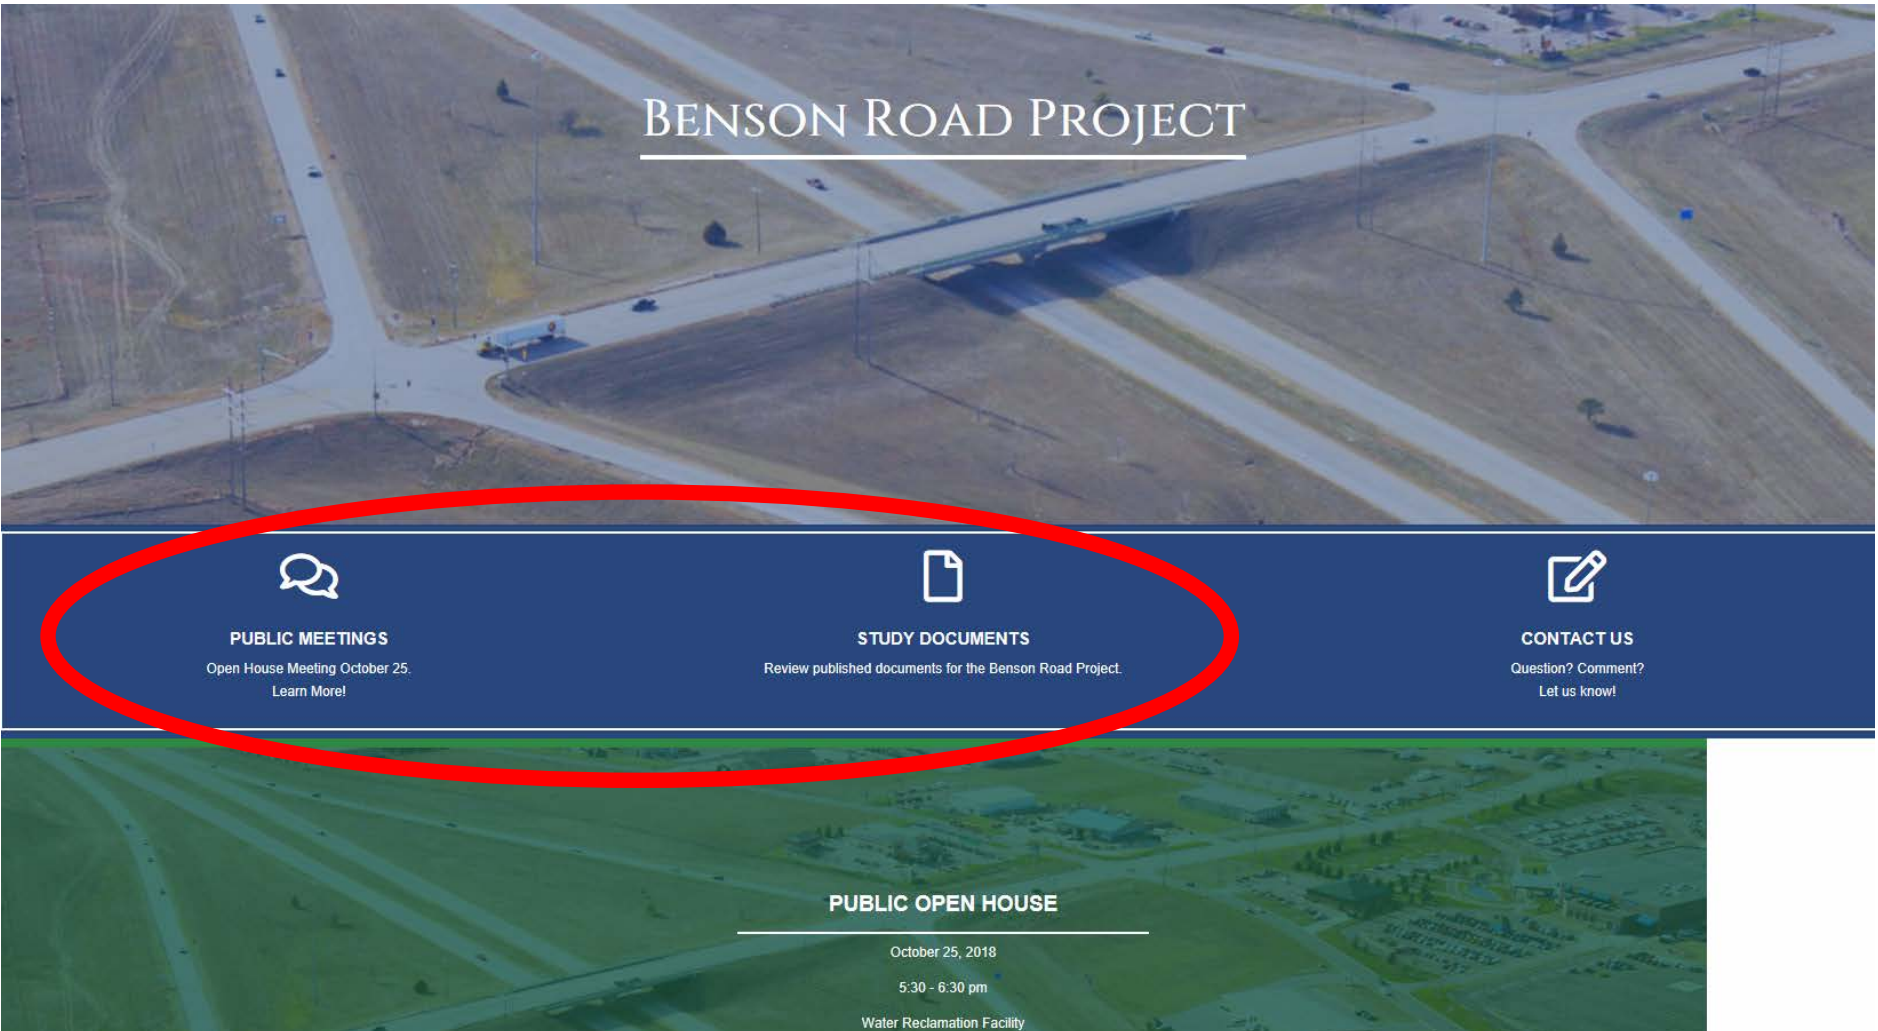 BENSON ROAD PROJECT
PUBLIC MEETINGS
Open House Meeting October 25.
Learn More!
STUDY DOCUMENTS
Review published documents for the Benson Road Project.
CONTACT US
Question? Comment?
Let us know!
PUBLIC OPEN HOUSE
October 25, 2018
5:30 - 6:30 pm
Water Reclamation Facility